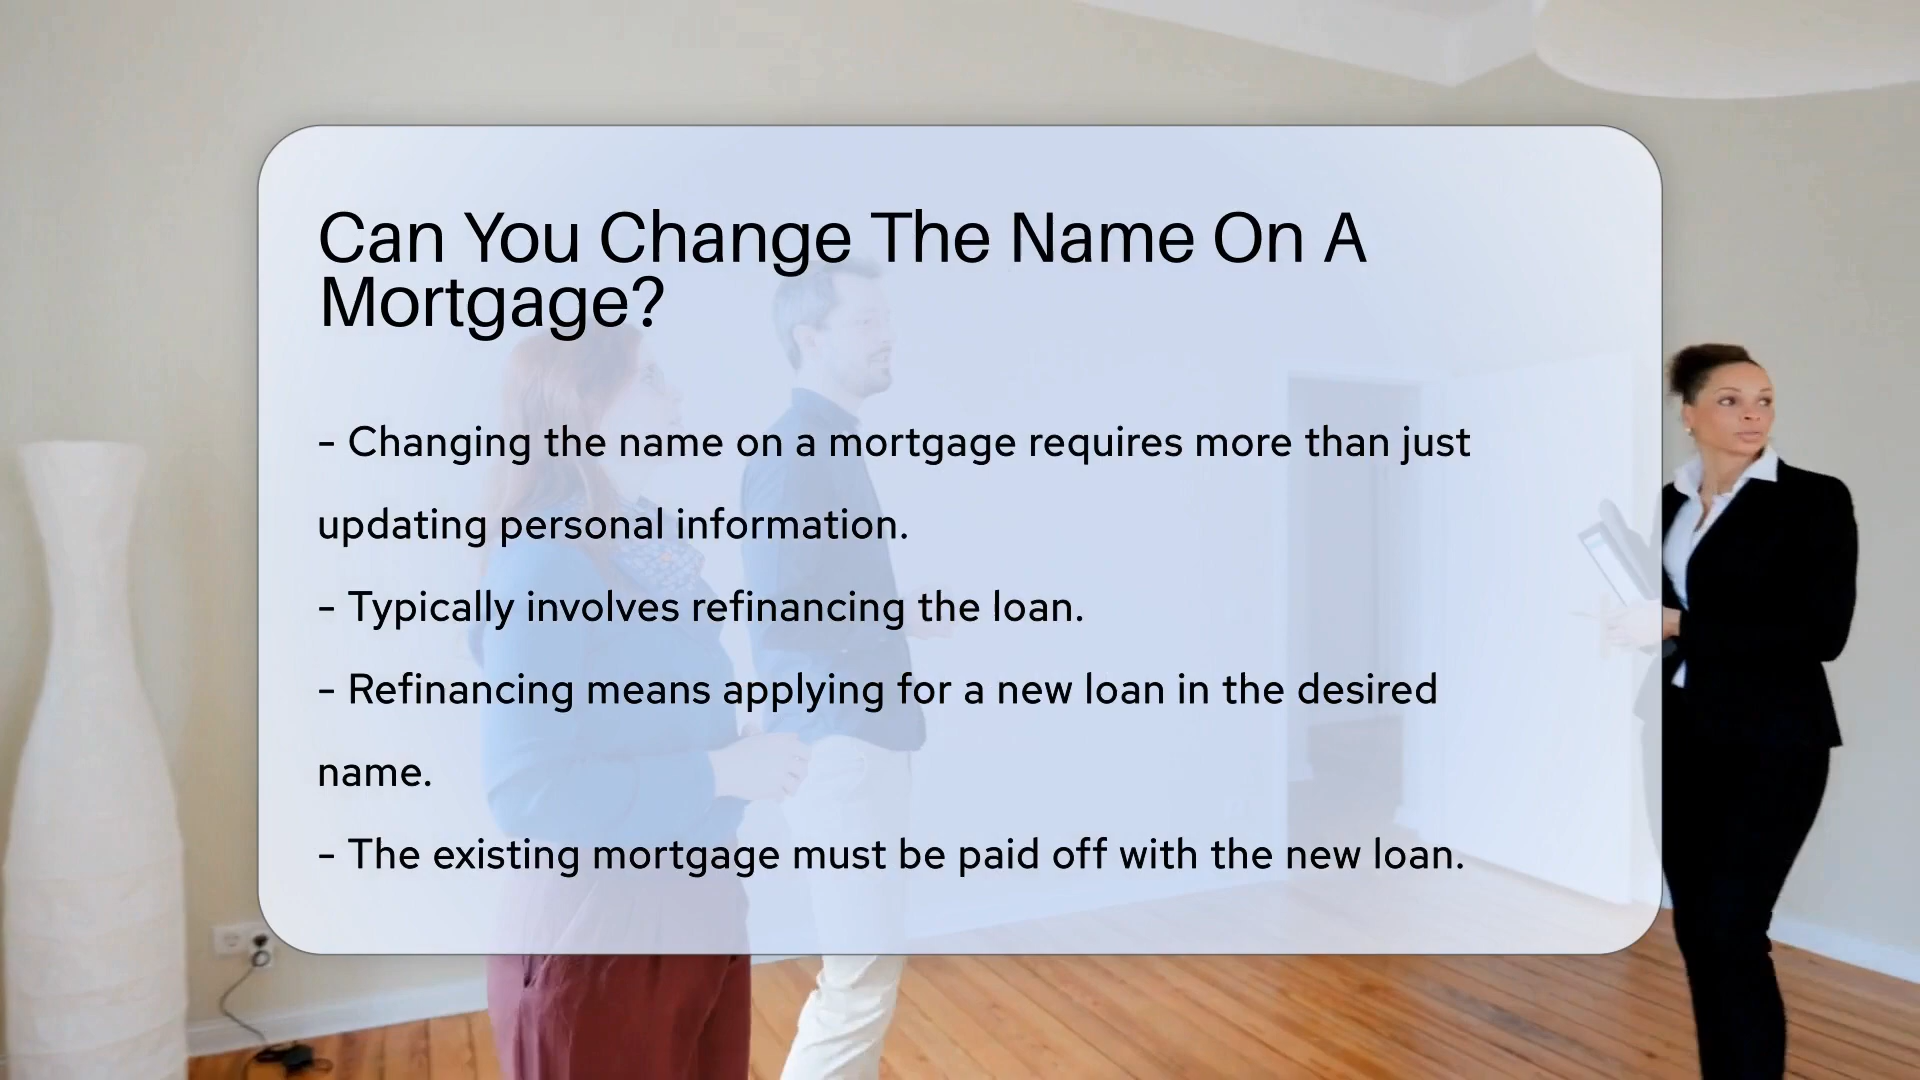 Can You Change The Name On A
Mortgage?
- Changing the name on a mortgage requires more than just
updating personal information.
- Typically involves refinancing the loan.
- Refinancing means applying for a new loan in the desired
name.
- The existing mortgage must be paid off with the new loan.